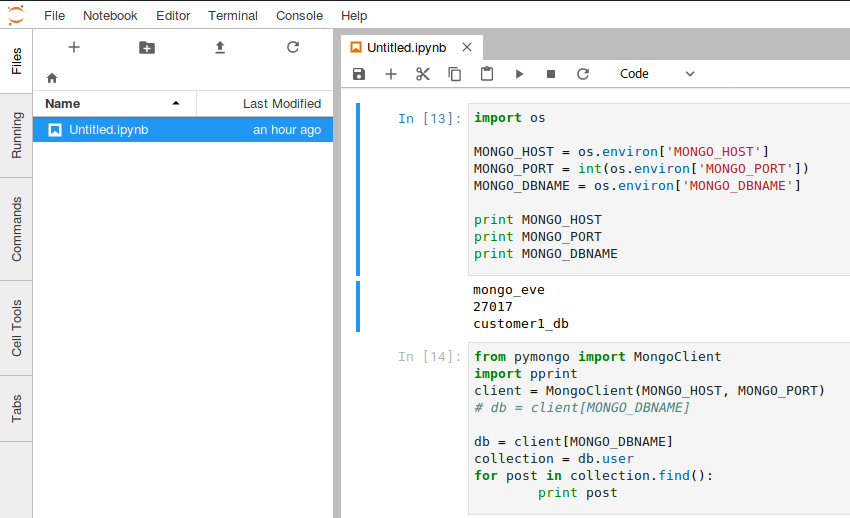 File Notebook Editor Terminal Console Help
Files
Running
Commands
Cell Tools
Tabs
Name Last Modified
Untitled.ipynb an hour ago
Untitled.ipynb
Code
In [13]:
import os

MONGO_HOST = os.environ['MONGO_HOST']
MONGO_PORT = int(os.environ['MONGO_PORT'])
MONGO_DBNAME = os.environ['MONGO_DBNAME']

print MONGO_HOST
print MONGO_PORT
print MONGO_DBNAME
mongo_eve
27017
customer1_db
In [14]:
from pymongo import MongoClient
import pprint
client = MongoClient(MONGO_HOST, MONGO_PORT)
# db = client[MONGO_DBNAME]

db = client[MONGO_DBNAME]
collection = db.user
for post in collection.find():
        print post